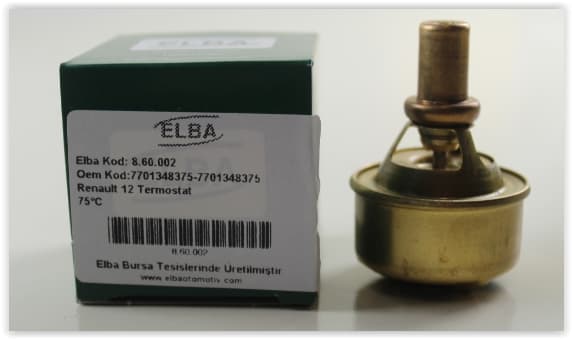 ELBA
ELBA
Elba Kod: 8.60.002
Oem Kod:7701348375-7701348375
Renault 12 Termostat
75°C
8.60.002
Elba Bursa Tesislerinde Üretilmiştir
www.elbaotomotiv.com